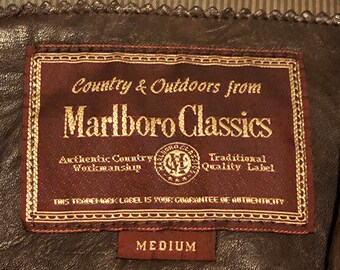 Country & Outdoors from
Marlboro Classics
Authentic Country Traditional
Workmanship Quality Label
THIS TRADEMARK LABEL IS YOUR GUARANTEE OF AUTHENTICITY
MEDIUM